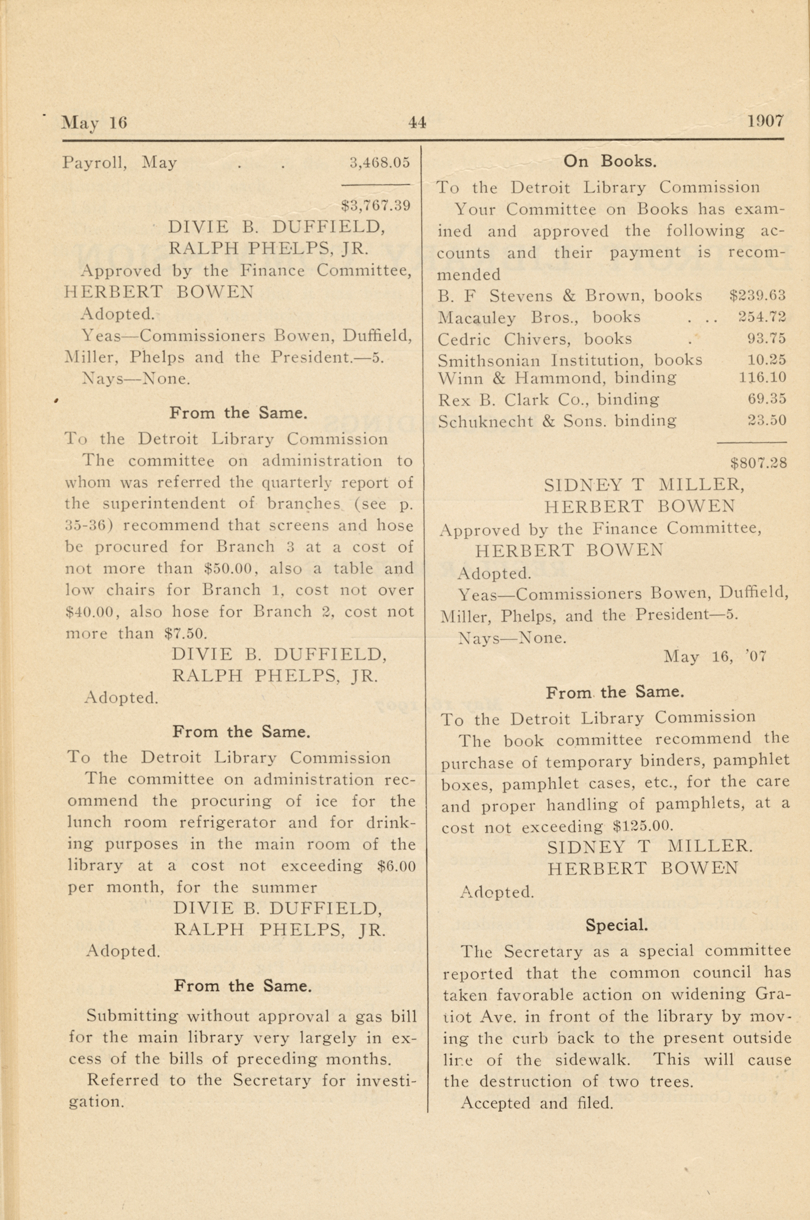 May 16 44 1907
Payroll, May . . 3,468.05
$3,767.39
DIVIE B. DUFFIELD,
RALPH PHELPS, JR.
Approved by the Finance Committee,
HERBERT BOWEN
Adopted.
Yeas—Commissioners Bowen, Duffield,
Miller, Phelps and the President.—5.
Nays—None.
From the Same.
To the Detroit Library Commission
The committee on administration to
whom was referred the quarterly report of
the superintendent of branches (see p.
35-36) recommend that screens and hose
be procured for Branch 3 at a cost of
not more than $50.00, also a table and
low chairs for Branch 1, cost not over
$40.00, also hose for Branch 2, cost not
more than $7.50.
DIVIE B. DUFFIELD,
RALPH PHELPS, JR.
Adopted.
From the Same.
To the Detroit Library Commission
The committee on administration rec-
ommend the procuring of ice for the
lunch room refrigerator and for drink-
ing purposes in the main room of the
library at a cost not exceeding $6.00
per month, for the summer
DIVIE B. DUFFIELD,
RALPH PHELPS, JR.
Adopted.
From the Same.
Submitting without approval a gas bill
for the main library very largely in ex-
cess of the bills of preceding months.
Referred to the Secretary for investi-
gation.
On Books.
To the Detroit Library Commission
Your Committee on Books has exam-
ined and approved the following ac-
counts and their payment is recom-
mended
B. F Stevens & Brown, books $239.63
Macauley Bros., books . .. 254.72
Cedric Chivers, books . 93.75
Smithsonian Institution, books 10.25
Winn & Hammond, binding 116.10
Rex B. Clark Co., binding 69.35
Schuknecht & Sons. binding 23.50
$807.28
SIDNEY T MILLER,
HERBERT BOWEN
Approved by the Finance Committee,
HERBERT BOWEN
Adopted.
Yeas—Commissioners Bowen, Duffield,
Miller, Phelps, and the President—5.
Nays—None.
May 16, '07
From the Same.
To the Detroit Library Commission
The book committee recommend the
purchase of temporary binders, pamphlet
boxes, pamphlet cases, etc., for the care
and proper handling of pamphlets, at a
cost not exceeding $125.00.
SIDNEY T MILLER.
HERBERT BOWEN
Adopted.
Special.
The Secretary as a special committee
reported that the common council has
taken favorable action on widening Gra-
tiot Ave. in front of the library by mov-
ing the curb back to the present outside
line of the sidewalk. This will cause
the destruction of two trees.
Accepted and filed.